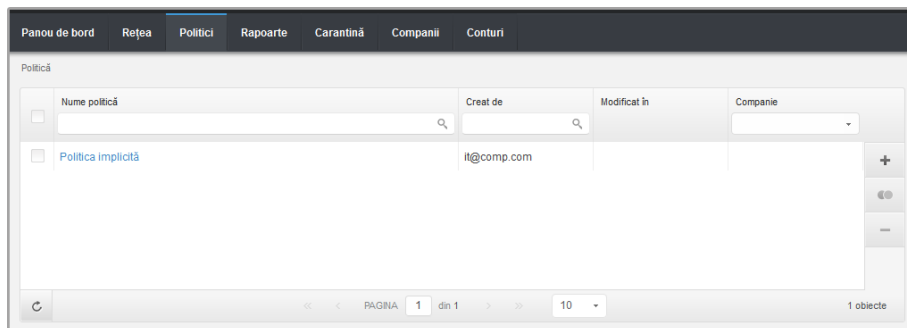 Panou de bord Rețea Politici Rapoarte Carantină Companii Conturi
Politică
Nume politică Creat de Modificat în Companie
Politica implicită it@comp.com
PAGINA 1 din 1 10 1 obiecte